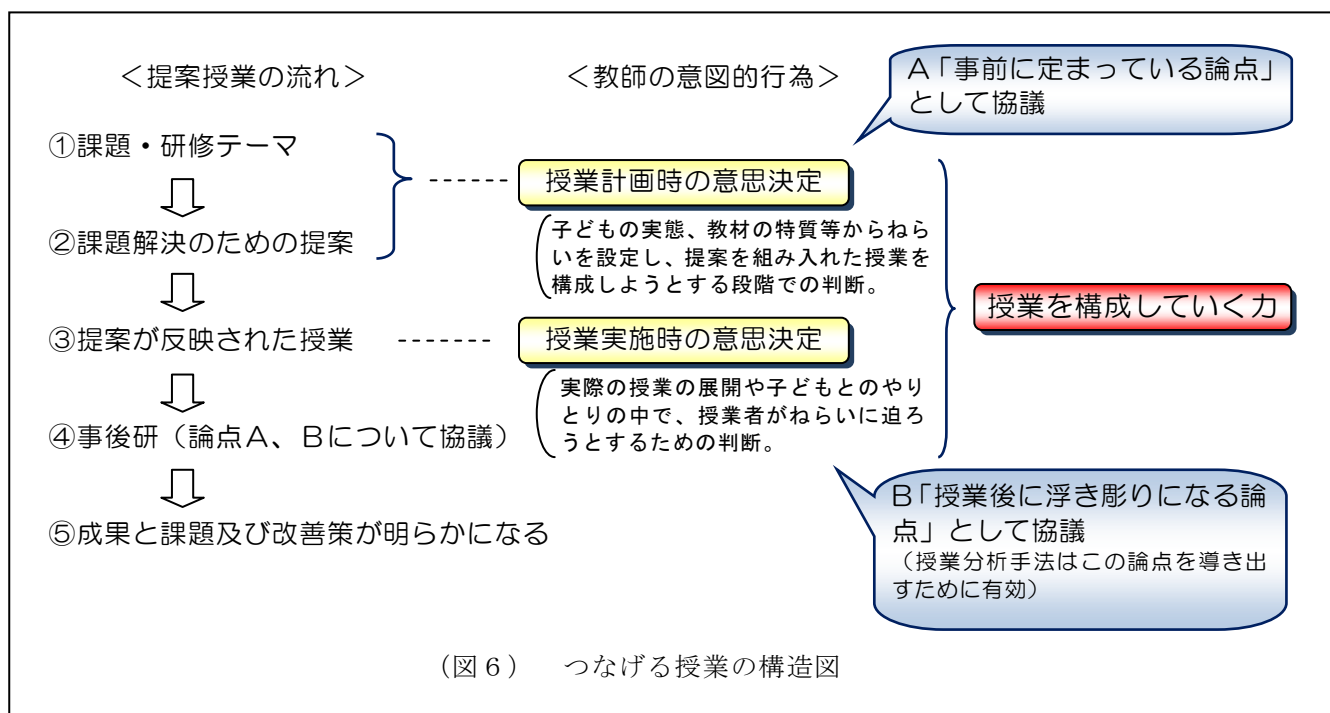 ＜提案授業の流れ＞
①課題・研修テーマ
②課題解決のための提案
③提案が反映された授業
④事後研（論点Ａ、Ｂについて協議）
⑤成果と課題及び改善策が明らかになる
＜教師の意図的行為＞
Ａ「事前に定まっている論点」
として協議
授業計画時の意思決定
子どもの実態、教材の特質等からねら
いを設定し、提案を組み入れた授業を
構成しようとする段階での判断。
授業実施時の意思決定
実際の授業の展開や子どもとのやり
とりの中で、授業者がねらいに迫ろ
うとするための判断。
授業を構成していく力
Ｂ「授業後に浮き彫りになる論
点」として協議
（授業分析手法はこの論点を導き出
すために有効）
（図６）　つなげる授業の構造図